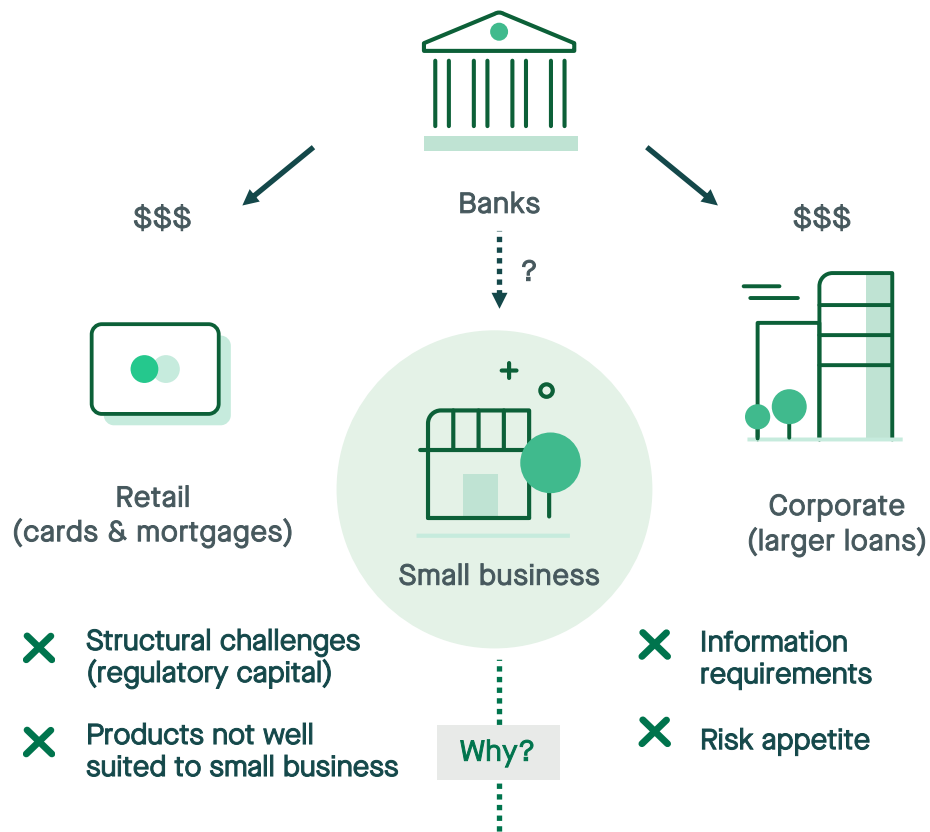 Banks
$$$
$$$
?
Retail
(cards & mortgages)
Small business
Corporate
(larger loans)
Structural challenges
(regulatory capital)
Products not well
suited to small business
Why?
Information
requirements
Risk appetite